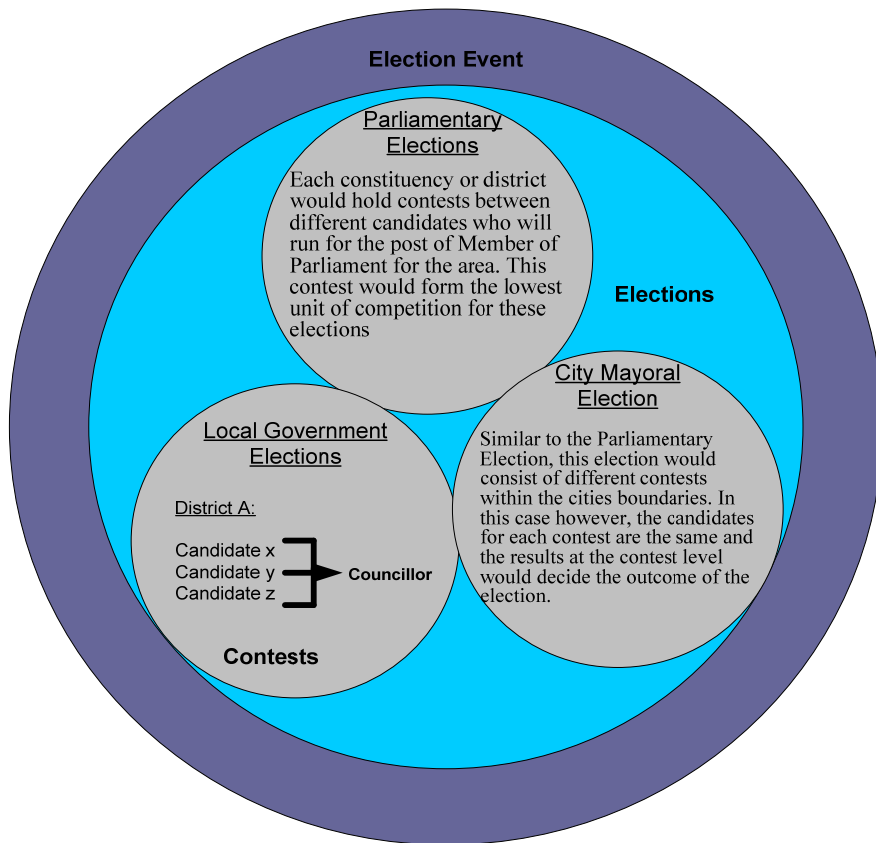 Election Event
Parliamentary
Elections
Each constituency or district
would hold contests between
different candidates who will
run for the post of Member of
Parliament for the area. This
contest would form the lowest
unit of competition for these
elections
Elections
City Mayoral
Election
Similar to the Parliamentary
Election, this election would
consist of different contests
within the cities boundaries. In
this case however, the candidates
for each contest are the same and
the results at the contest level
would decide the outcome of the
election.
Local Government
Elections
District A:
Candidate x
Candidate y
Candidate z
Councillor
Contests